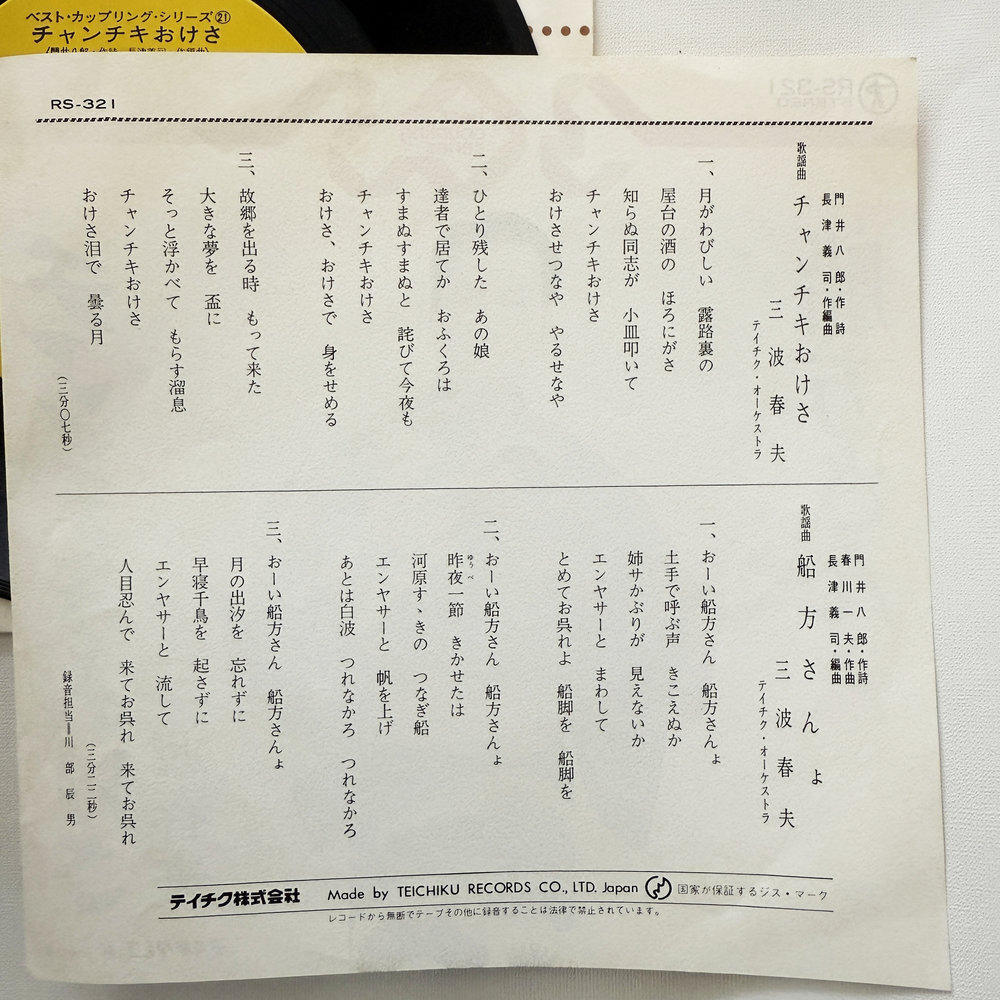 ベスト・カップリング・シリーズ㉑
チャンチキおけさ
〈門井八郎・作詩 長津義司・作編曲〉
RS-321
歌謡曲 チャンチキおけさ
門井八郎・作詩
長津義司・作編曲
三波春夫
テイチク・オーケストラ
一、月がわびしい 露路裏の
屋台の酒の ほろにがさ
知らぬ同志が 小皿叩いて
チャンチキおけさ
おけさせつなや やるせなや
二、ひとり残した あの娘
達者で居てか おふくろは
すまぬすまぬと 詫びて今夜も
チャンチキおけさ
おけさ、おけさで 身をせめる
三、故郷を出る時 もって来た
大きな夢を 盃に
そっと浮かべて もらす溜息
チャンチキおけさ
おけさ泪で 曇る月
(三分〇七秒)
歌謡曲 船方さんよ
門井八郎・作詩
春川一夫・作曲
長津義司・編曲
三波春夫
テイチク・オーケストラ
一、おーい船方さん 船方さんょ
土手で呼ぶ声 きこえぬか
姉サかぶりが 見えないか
エンヤサーと まわして
とめてお呉れよ 船脚を 船脚を
二、おーい船方さん 船方さんょ
昨夜一節 きかせたは
ゆうべ
河原すゝきの つなぎ船
エンヤサーと 帆を上げ
あとは白波 つれなかろ つれなかろ
三、おーい船方さん 船方さんょ
月の出汐を 忘れずに
早寝千鳥を 起さずに
エンヤサーと 流して
人目忍んで 来てお呉れ 来てお呉れ
(三分二二秒)
録音担当=川部辰男
テイチク株式会社 Made by TEICHIKU RECORDS CO., LTD. Japan 国家が保証するジス・マーク
レコードから無断でテープその他に録音することは法律で禁止されています。